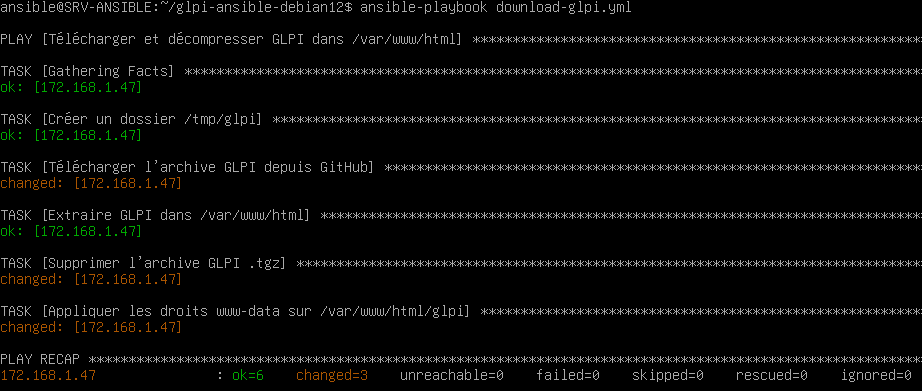 ansible@SRV-ANSIBLE:~/glpi-ansible-debian12$ ansible-playbook download-glpi.yml
PLAY [Télécharger et décompresser GLPI dans /var/www/html] *********************************************************
TASK [Gathering Facts] *********************************************************************************************
ok: [172.168.1.47]
TASK [Créer un dossier /tmp/glpi] **********************************************************************************
ok: [172.168.1.47]
TASK [Télécharger l'archive GLPI depuis GitHub] ********************************************************************
changed: [172.168.1.47]
TASK [Extraire GLPI dans /var/www/html] ****************************************************************************
ok: [172.168.1.47]
TASK [Supprimer l'archive GLPI .tgz] *******************************************************************************
changed: [172.168.1.47]
TASK [Appliquer les droits www-data sur /var/www/html/glpi] ********************************************************
changed: [172.168.1.47]
PLAY RECAP *********************************************************************************************************
172.168.1.47 : ok=6 changed=3 unreachable=0 failed=0 skipped=0 rescued=0 ignored=0